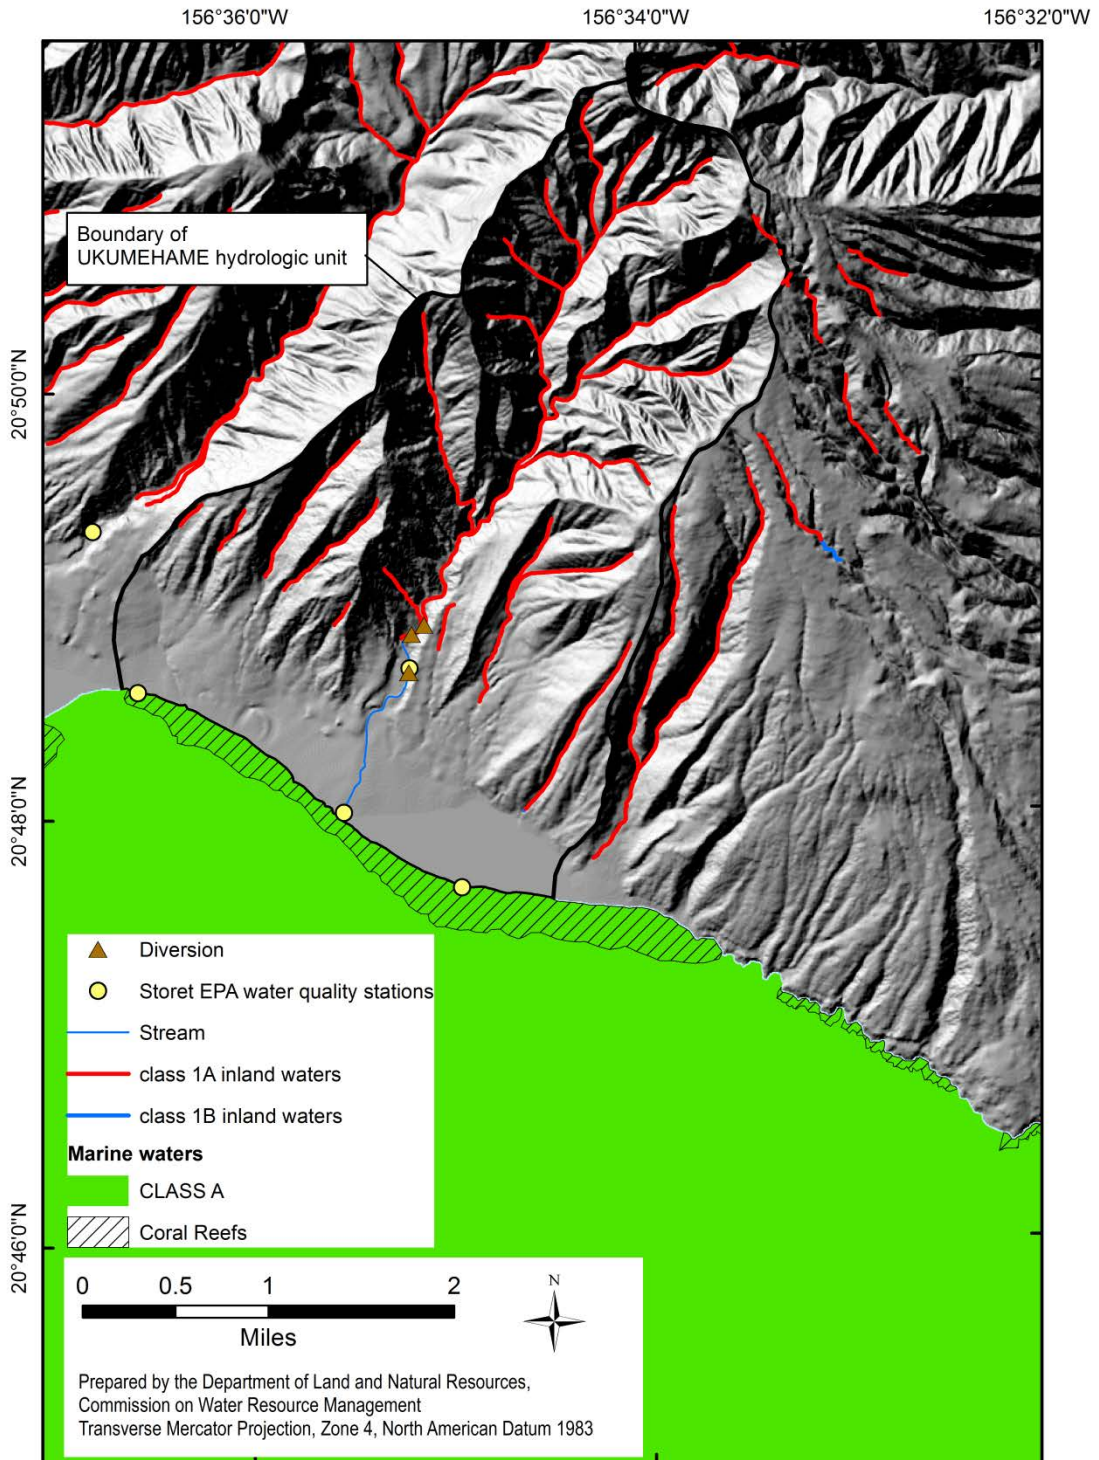 156°36'0"W 156°34'0"W 156°32'0"W
Boundary of
UKUMEHAME hydrologic unit
20°50'0"N
20°48'0"N
20°46'0"N
Diversion
Storet EPA water quality stations
Stream
class 1A inland waters
class 1B inland waters
Marine waters
CLASS A
Coral Reefs
0 0.5 1 2
Miles
N
Prepared by the Department of Land and Natural Resources,
Commission on Water Resource Management
Transverse Mercator Projection, Zone 4, North American Datum 1983